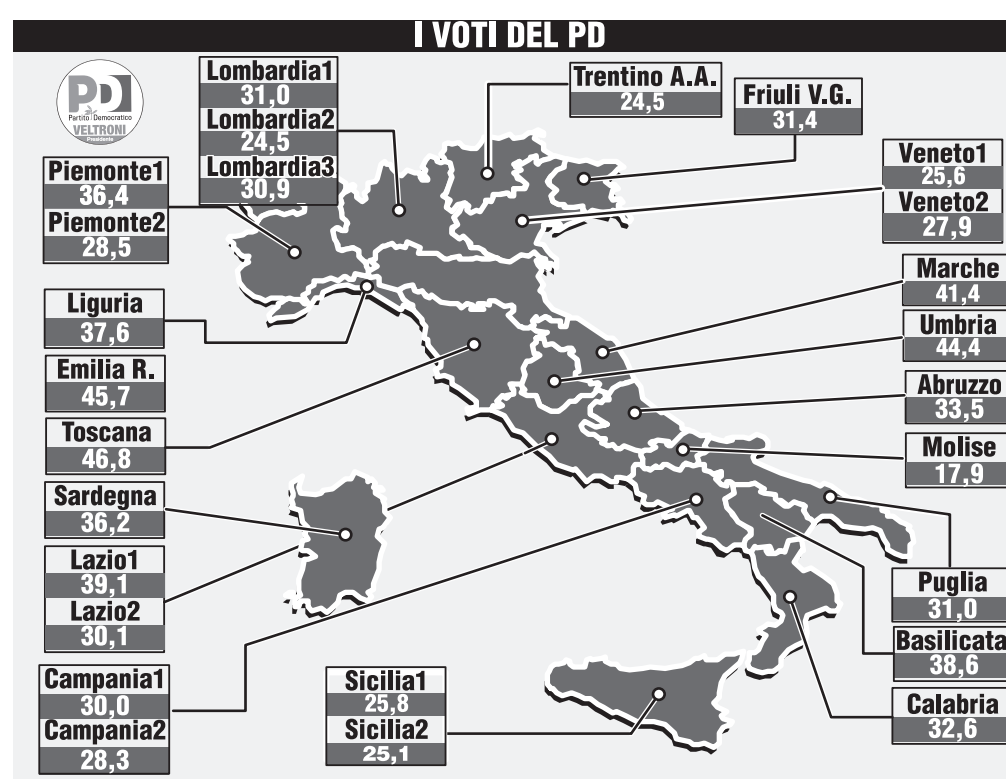 I VOTI DEL PD
PD
Partito Democratico
VELTRONI
Presidente
Lombardia1
31,0
Lombardia2
24,5
Lombardia3
30,9
Trentino A.A.
24,5
Friuli V.G.
31,4
Piemonte1
36,4
Piemonte2
28,5
Veneto1
25,6
Veneto2
27,9
Liguria
37,6
Marche
41,4
Umbria
44,4
Emilia R.
45,7
Abruzzo
33,5
Toscana
46,8
Molise
17,9
Sardegna
36,2
Lazio1
39,1
Lazio2
30,1
Puglia
31,0
Basilicata
38,6
Campania1
30,0
Campania2
28,3
Sicilia1
25,8
Sicilia2
25,1
Calabria
32,6